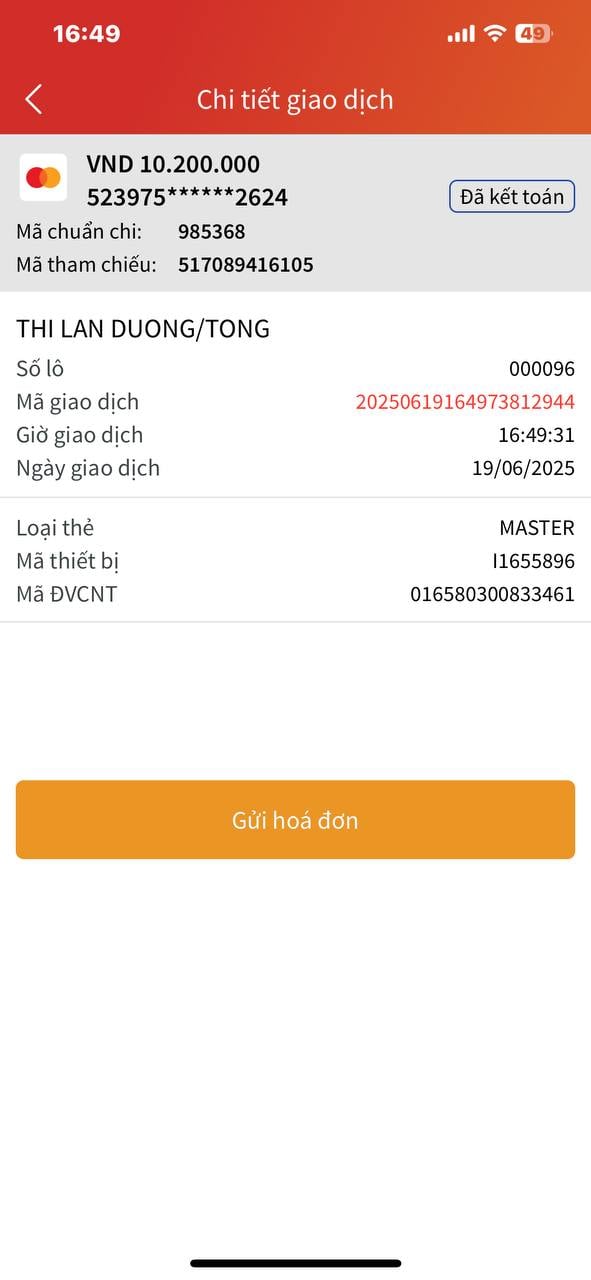 16:49
49
Chi tiết giao dịch
VND 10.200.000
523975******2624
Đã kết toán
Mã chuẩn chi: 985368
Mã tham chiếu: 517089416105
THI LAN DUONG/TONG
Số lô 000096
Mã giao dịch 20250619164973812944
Giờ giao dịch 16:49:31
Ngày giao dịch 19/06/2025
Loại thẻ MASTER
Mã thiết bị I1655896
Mã ĐVCNT 016580300833461
Gửi hoá đơn